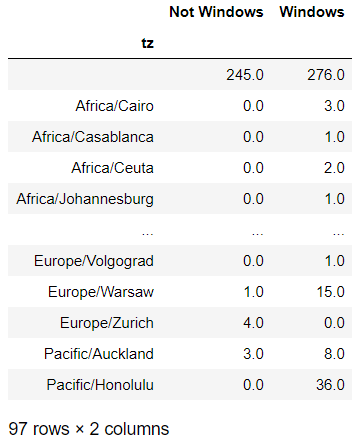 Not Windows Windows
tz
245.0 276.0
Africa/Cairo 0.0 3.0
Africa/Casablanca 0.0 1.0
Africa/Ceuta 0.0 2.0
Africa/Johannesburg 0.0 1.0
... ... ...
Europe/Volgograd 0.0 1.0
Europe/Warsaw 1.0 15.0
Europe/Zurich 4.0 0.0
Pacific/Auckland 3.0 8.0
Pacific/Honolulu 0.0 36.0
97 rows × 2 columns